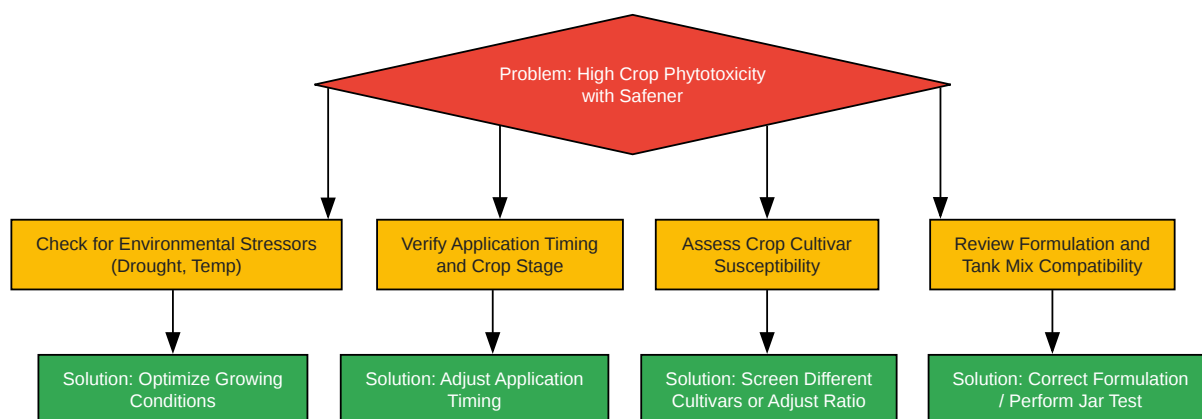 Problem: High Crop Phytotoxicity
with Safener
Check for Environmental Stressors
(Drought, Temp)
Verify Application Timing
and Crop Stage
Assess Crop Cultivar
Susceptibility
Review Formulation and
Tank Mix Compatibility
Solution: Optimize Growing
Conditions
Solution: Adjust Application
Timing
Solution: Screen Different
Cultivars or Adjust Ratio
Solution: Correct Formulation
/ Perform Jar Test